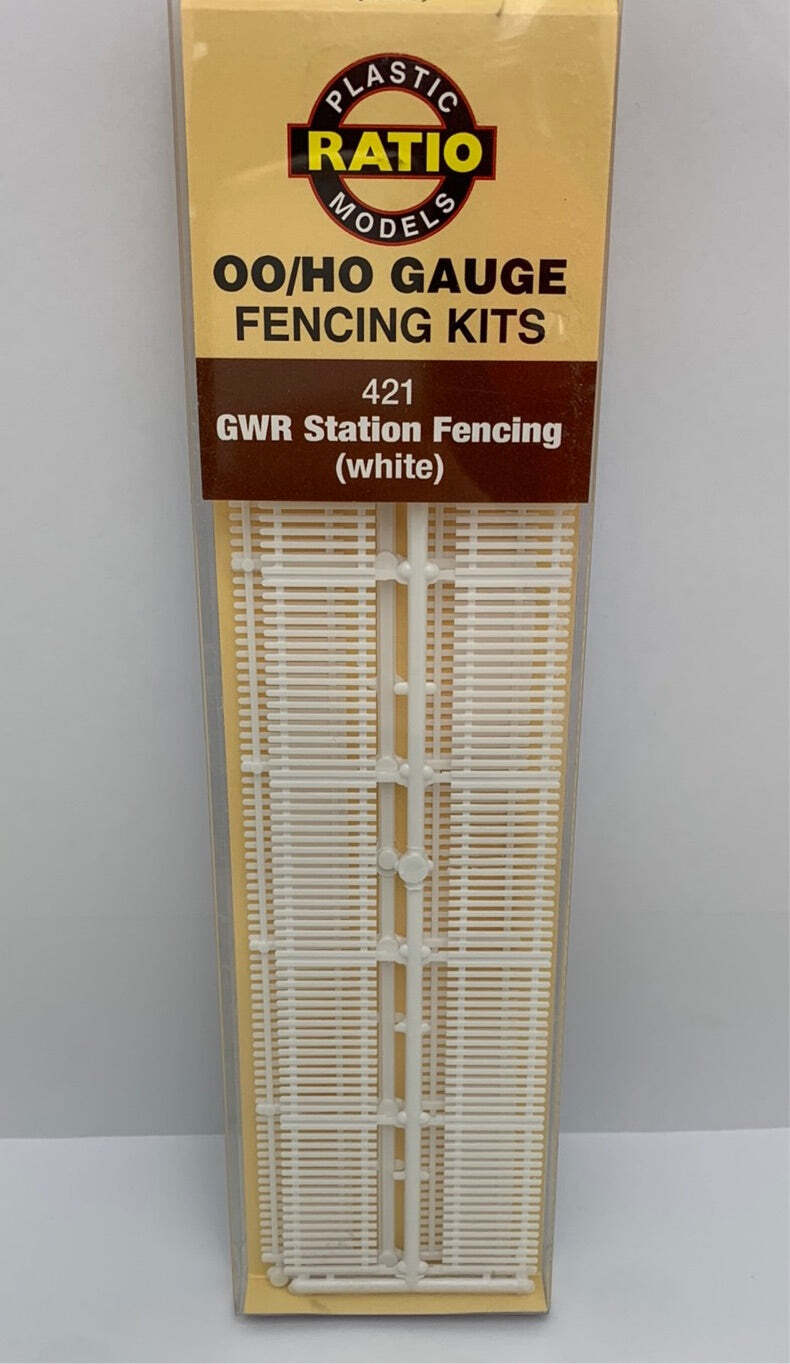 PLASTIC
RATIO
MODELS
OO/HO GAUGE
FENCING KITS
421
GWR Station Fencing
(white)